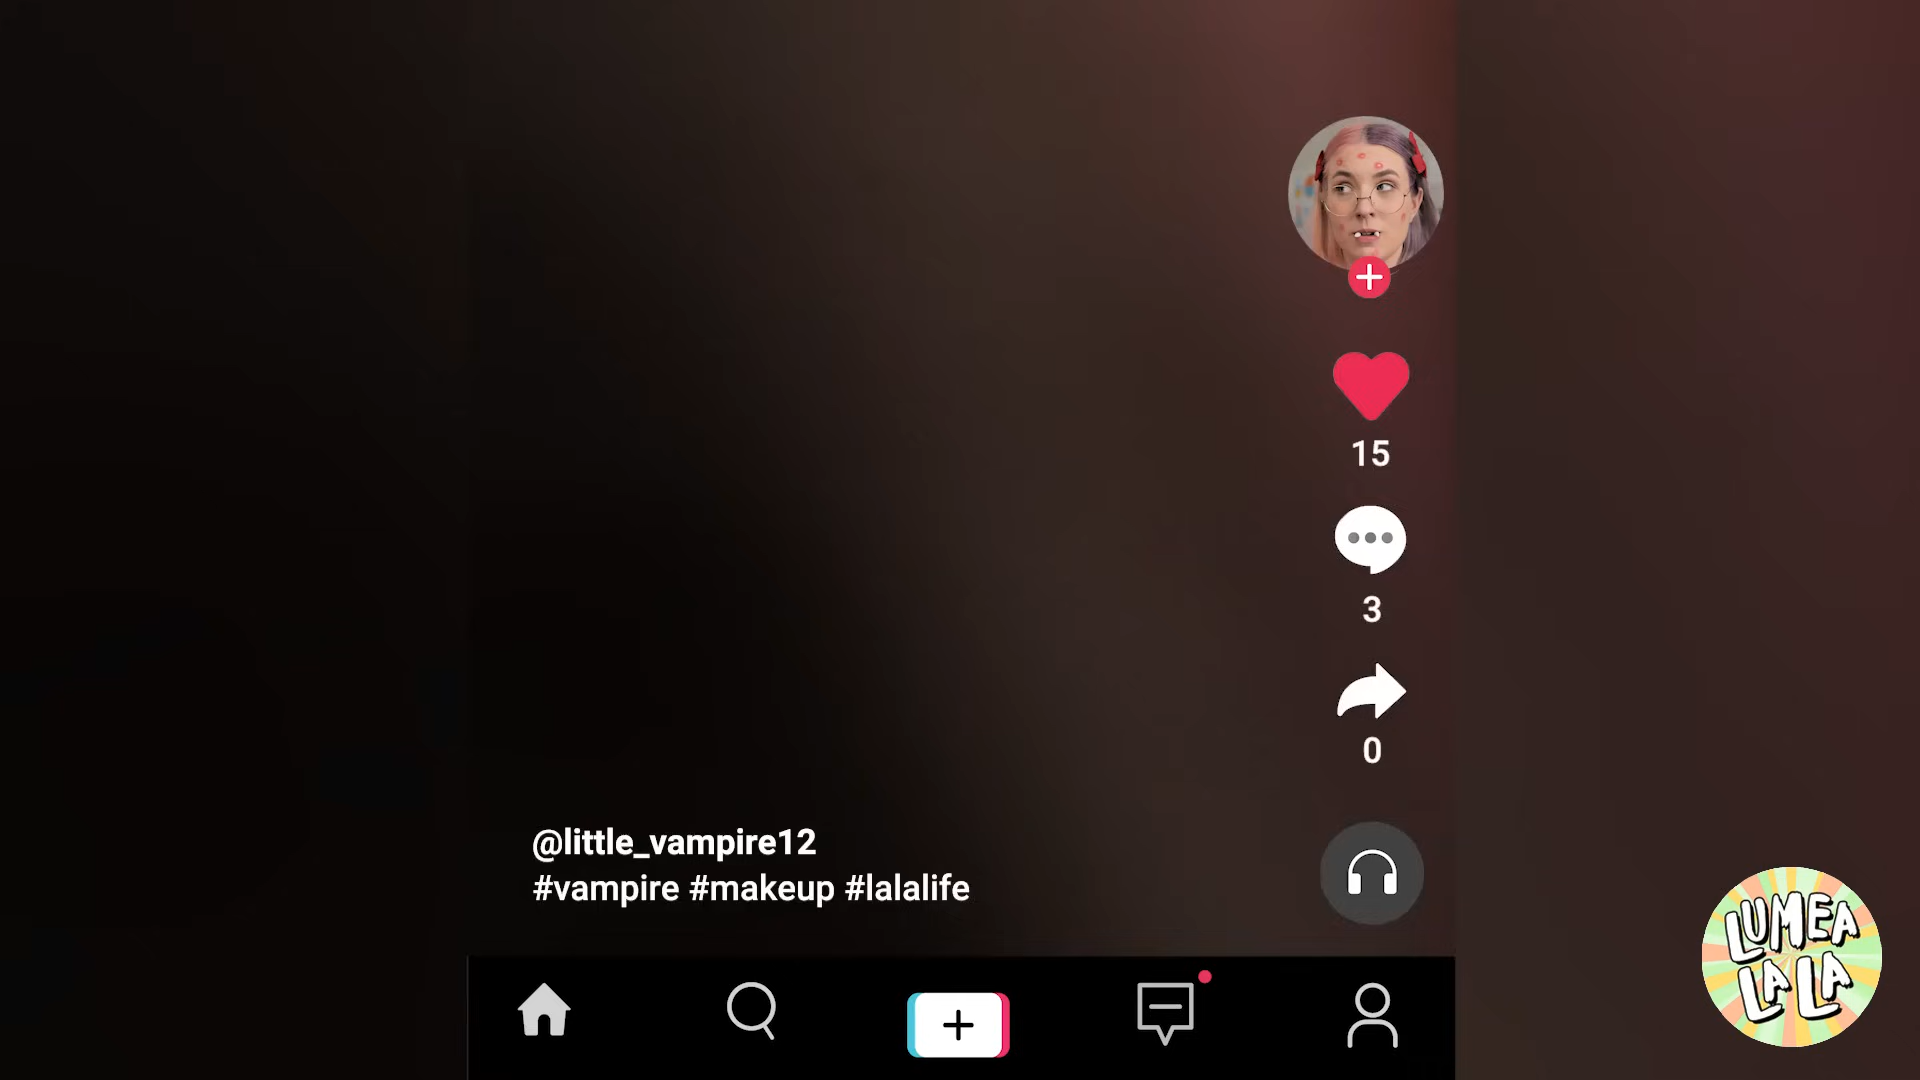 15
3
0
@little_vampire12
#vampire #makeup #lalalife
LUMEA
LA LA